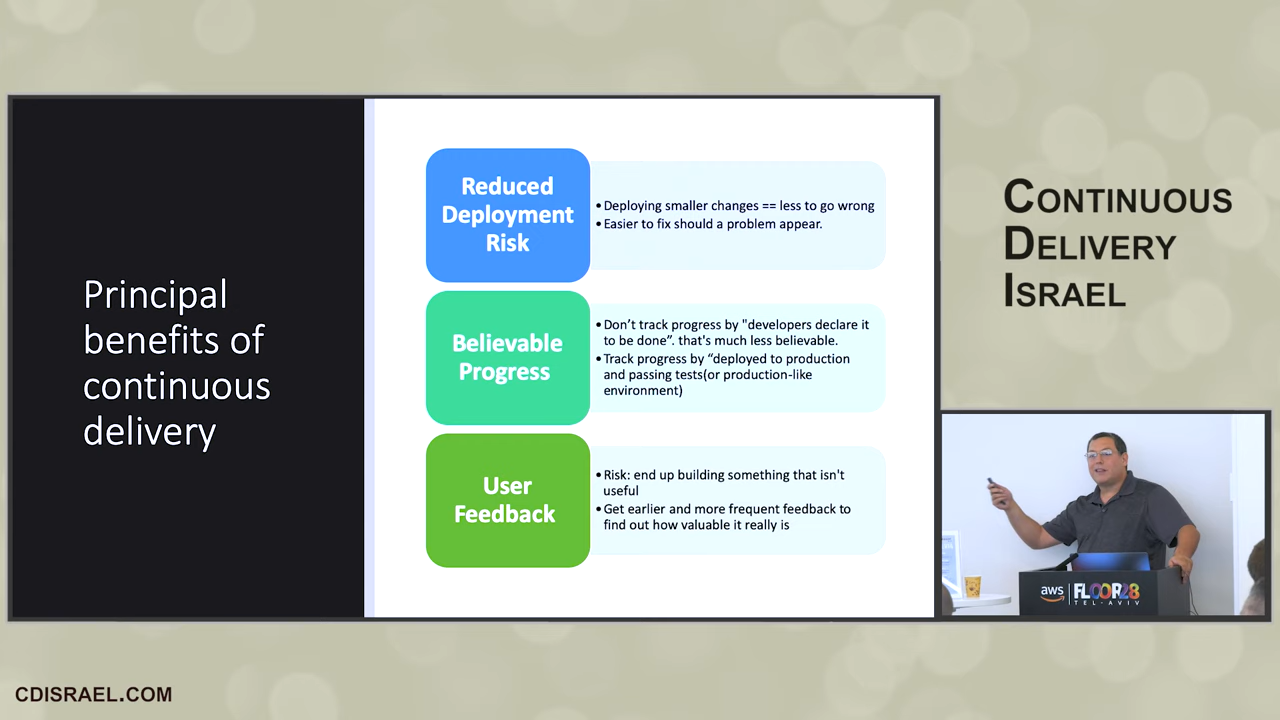 Principal
benefits of
continuous
delivery
Reduced
Deployment
Risk
• Deploying smaller changes == less to go wrong
• Easier to fix should a problem appear.
Believable
Progress
• Don’t track progress by "developers declare it
to be done”. that's much less believable.
• Track progress by “deployed to production
and passing tests(or production-like
environment)
User
Feedback
• Risk: end up building something that isn't
useful
• Get earlier and more frequent feedback to
find out how valuable it really is
CONTINUOUS
DELIVERY
ISRAEL
aws FLOOR28
TEL-AVIV
CDISRAEL.COM